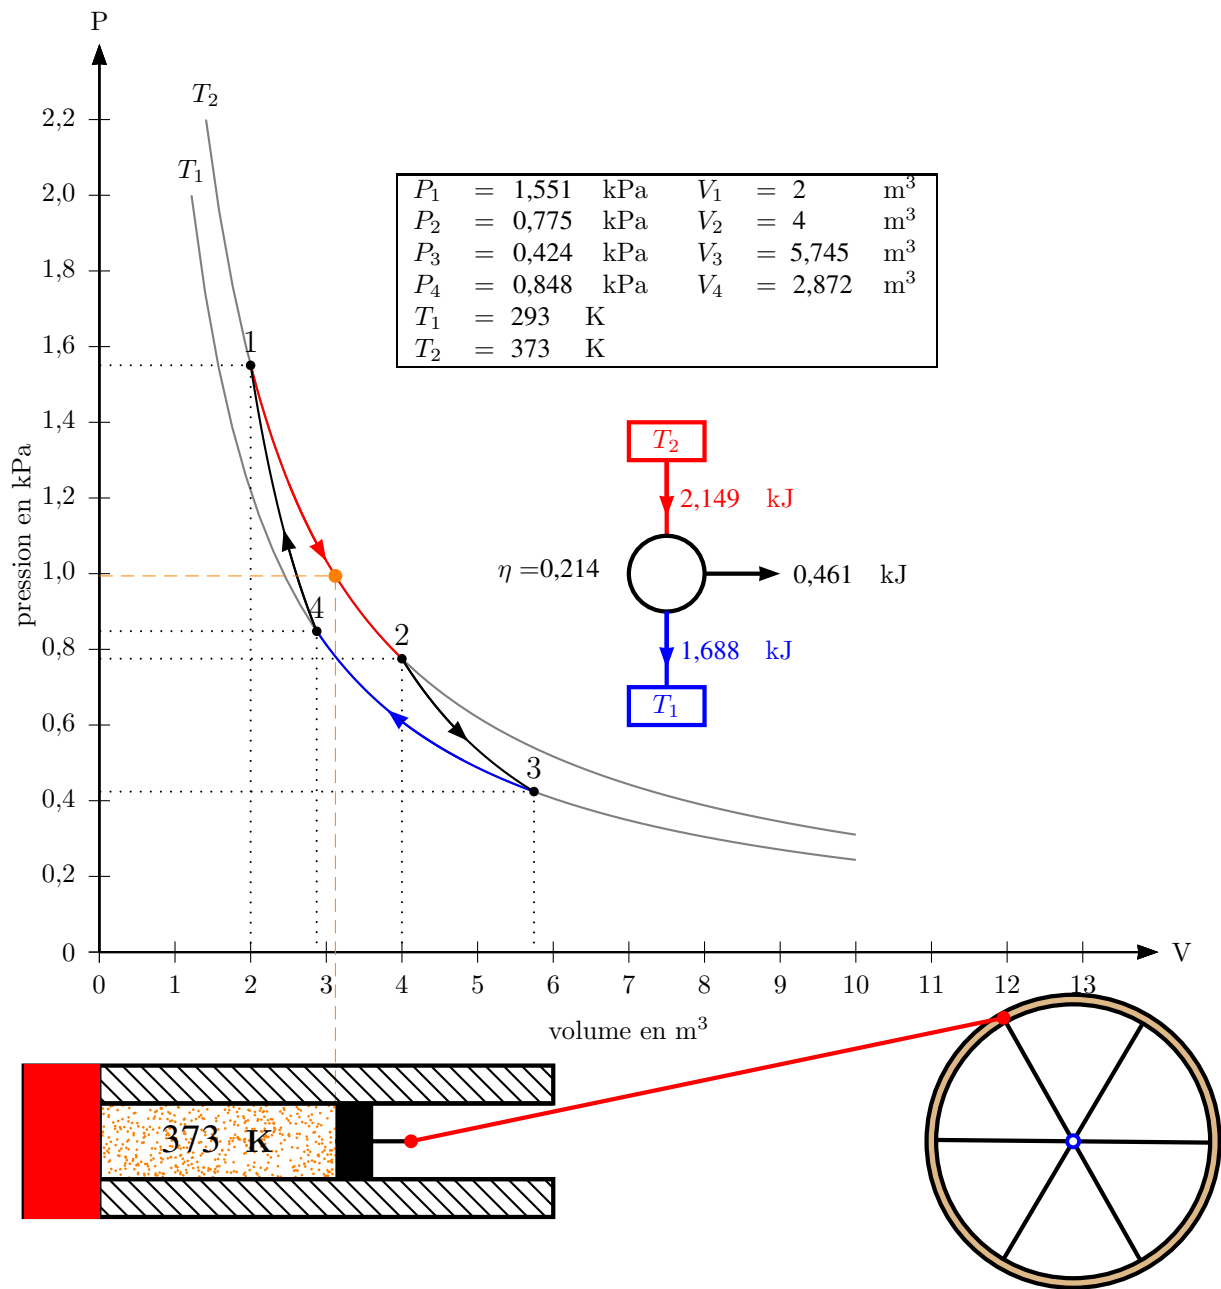 P
T₂
2,2
T₁
2,0
P₁ = 1,551 kPa V₁ = 2 m³
P₂ = 0,775 kPa V₂ = 4 m³
P₃ = 0,424 kPa V₃ = 5,745 m³
P₄ = 0,848 kPa V₄ = 2,872 m³
T₁ = 293 K
T₂ = 373 K
1,8
1,6
1
1,4
T₂
1,2
2,149 kJ
pression en kPa
1,0
η =0,214
0,461 kJ
4
0,8
2
1,688 kJ
T₁
0,6
3
0,4
0,2
0
V
0 1 2 3 4 5 6 7 8 9 10 11 12 13
volume en m³
373 K